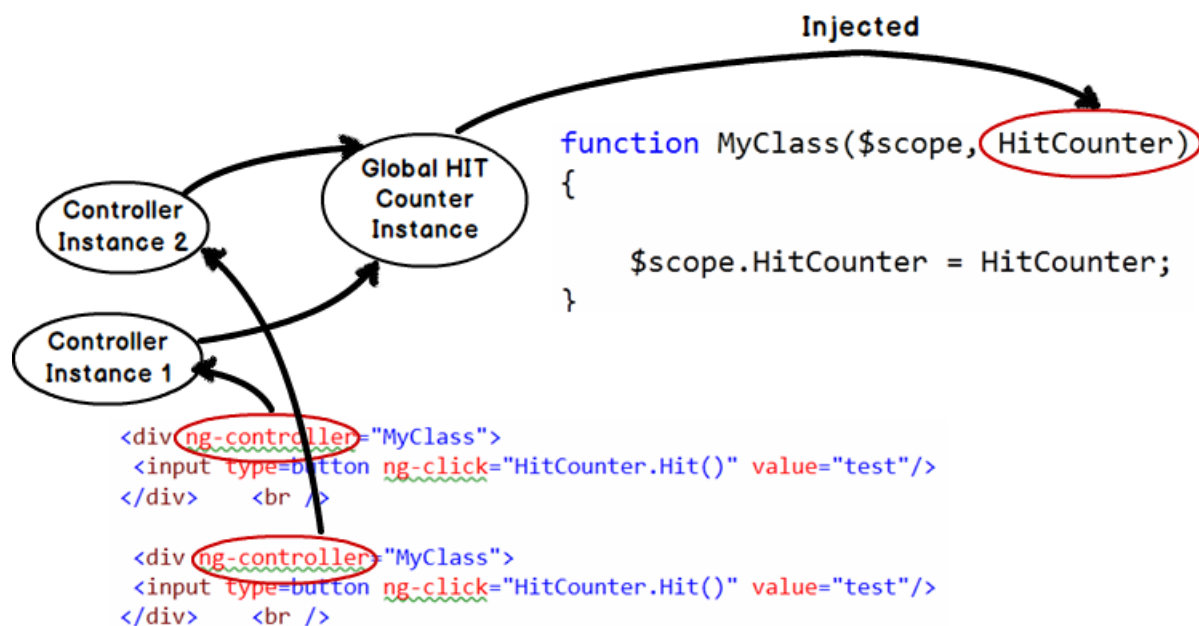 Injected
function MyClass($scope, HitCounter)
{
$scope.HitCounter = HitCounter;
}
Global HIT
Counter
Instance
Controller
Instance 2
Controller
Instance 1
<div ng-controller="MyClass">
<input type=button ng-click="HitCounter.Hit()" value="test"/>
</div> <br />
<div ng-controller="MyClass">
<input type=button ng-click="HitCounter.Hit()" value="test"/>
</div> <br />